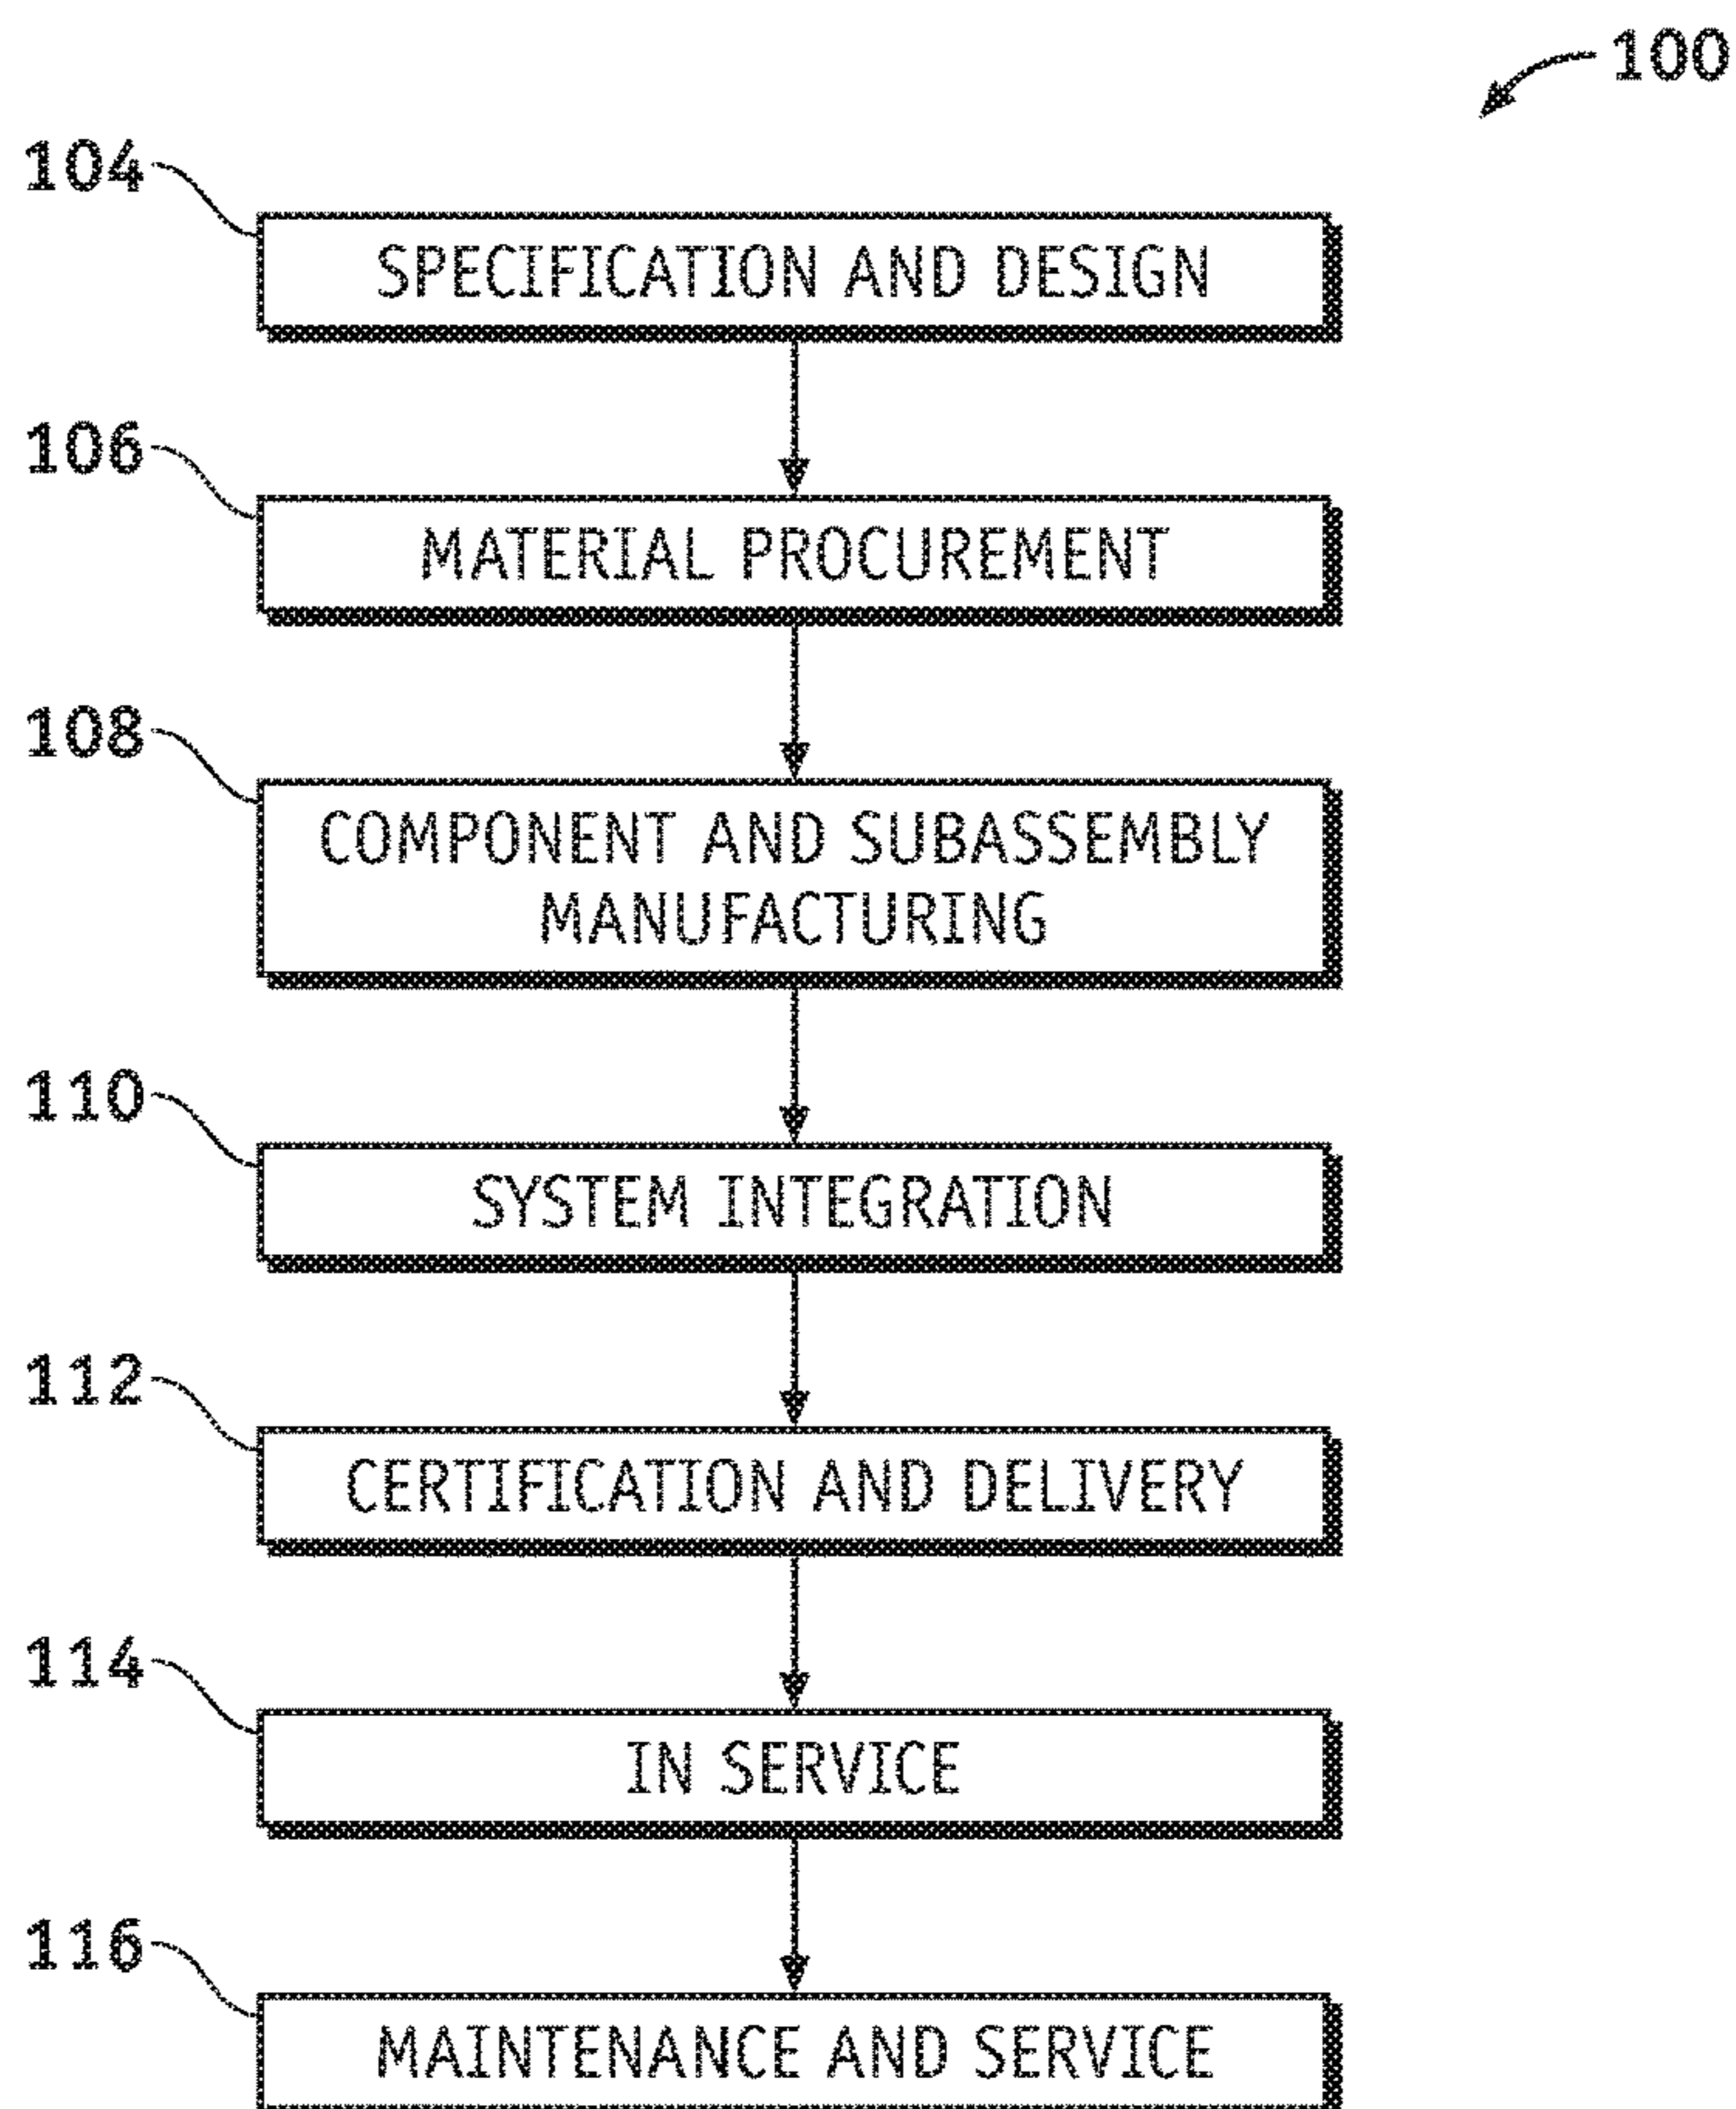 100
104
SPECIFICATION AND DESIGN
106
MATERIAL PROCUREMENT
108
COMPONENT AND SUBASSEMBLY
MANUFACTURING
110
SYSTEM INTEGRATION
112
CERTIFICATION AND DELIVERY
114
IN SERVICE
116
MAINTENANCE AND SERVICE